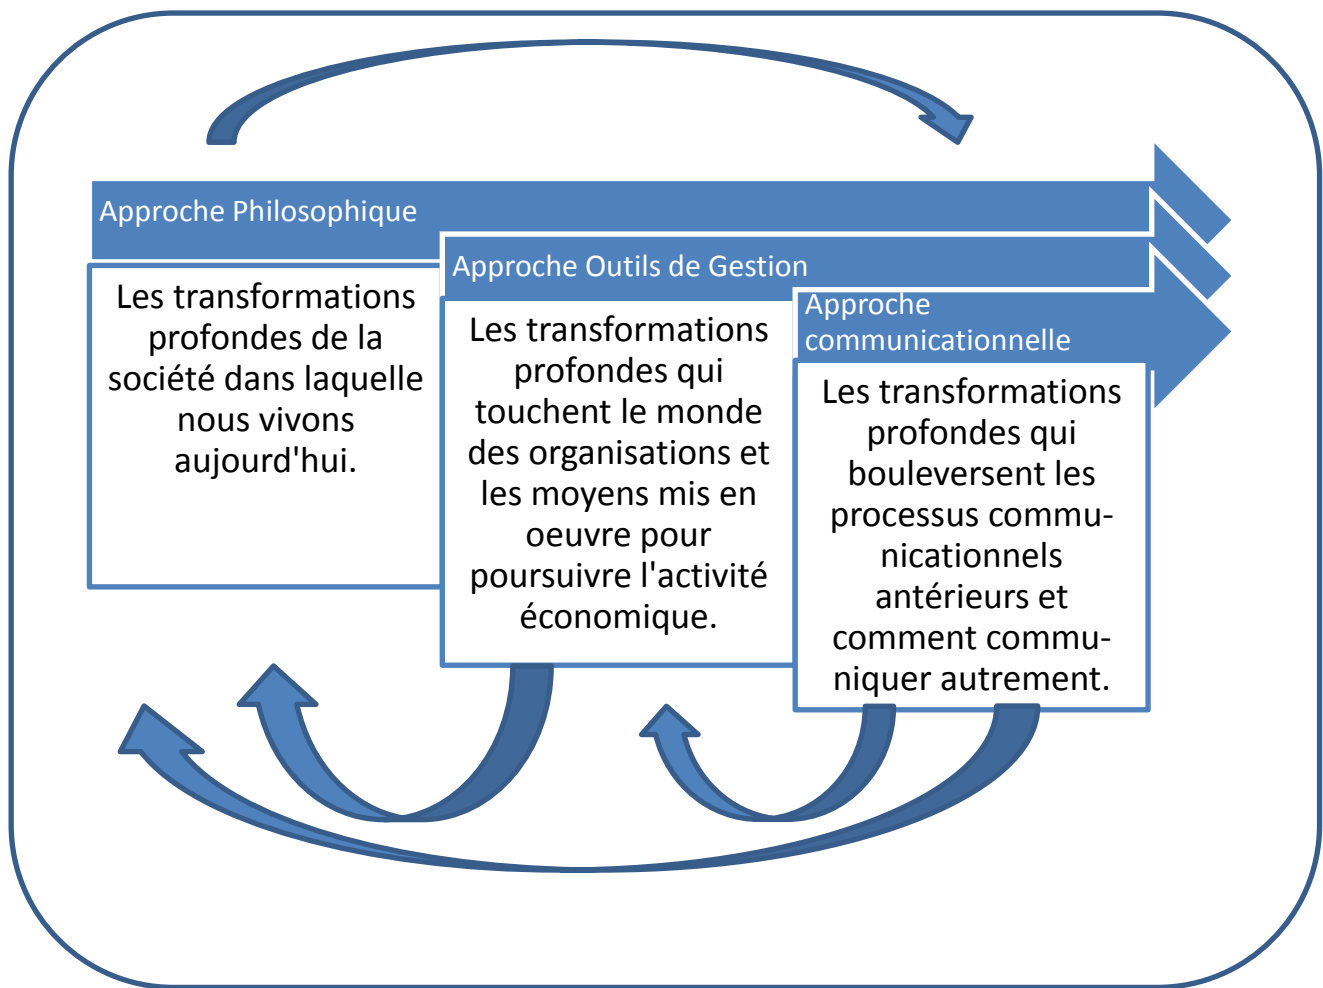 Approche Philosophique
Les transformations
profondes de la
société dans laquelle
nous vivons
aujourd'hui.
Approche Outils de Gestion
Les transformations
profondes qui
touchent le monde
des organisations et
les moyens mis en
oeuvre pour
poursuivre l'activité
économique.
Approche
communicationnelle
Les transformations
profondes qui
bouleversent les
processus commu-
nicationnels
antérieurs et
comment commu-
niquer autrement.